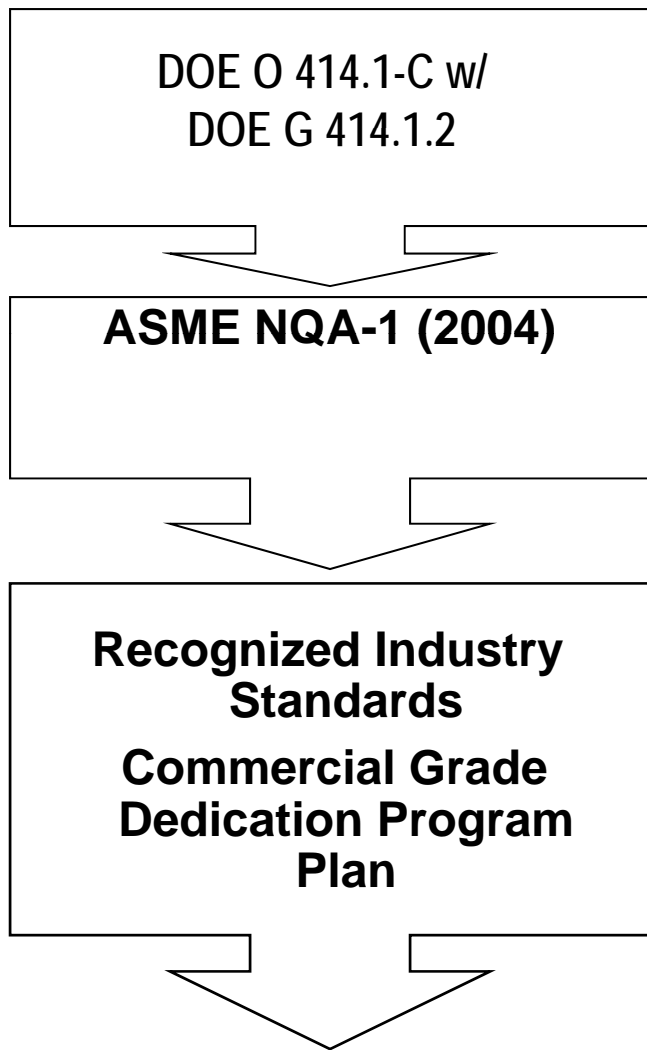 DOE O 414.1-C w/
DOE G 414.1.2
ASME NQA-1 (2004)
Recognized Industry
Standards
Commercial Grade
Dedication Program
Plan